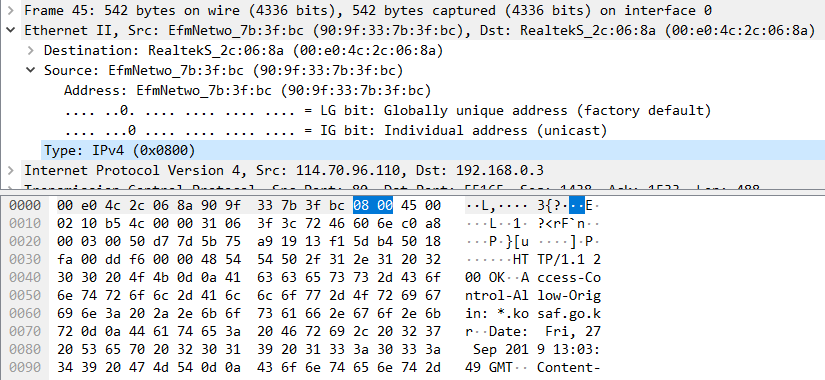 Frame 45: 542 bytes on wire (4336 bits), 542 bytes captured (4336 bits) on interface 0
Ethernet II, Src: EfmNetwo_7b:3f:bc (90:9f:33:7b:3f:bc), Dst: RealtekS_2c:06:8a (00:e0:4c:2c:06:8a)
Destination: RealtekS_2c:06:8a (00:e0:4c:2c:06:8a)
Source: EfmNetwo_7b:3f:bc (90:9f:33:7b:3f:bc)
Address: EfmNetwo_7b:3f:bc (90:9f:33:7b:3f:bc)
.... ..0. .... .... .... .... = LG bit: Globally unique address (factory default)
.... ...0 .... .... .... .... = IG bit: Individual address (unicast)
Type: IPv4 (0x0800)
Internet Protocol Version 4, Src: 114.70.96.110, Dst: 192.168.0.3
Transmission Control Protocol, Src Port: 80, Dst Port: 55165, Seq: 1438, Ack: 1533, Len: 488
0000 00 e0 4c 2c 06 8a 90 9f 33 7b 3f bc 08 00 45 00 ··L,···· 3{?···E·
0010 02 10 b5 4c 00 00 31 06 3f 3c 72 46 60 6e c0 a8 ···L··1· ?<rF`n··
0020 00 03 00 50 d7 7d 5b 75 a9 19 13 f1 5d b4 50 18 ···P·}[u ····]·P·
0030 fa 00 dd f6 00 00 48 54 54 50 2f 31 2e 31 20 32 ······HT TP/1.1 2
0040 30 30 20 4f 4b 0d 0a 41 63 63 65 73 73 2d 43 6f 00 OK··A ccess-Co
0050 6e 74 72 6f 6c 2d 41 6c 6c 6f 77 2d 4f 72 69 67 ntrol-Al low-Orig
0060 69 6e 3a 20 2a 2e 6b 6f 73 61 66 2e 67 6f 2e 6b in: *.ko saf.go.k
0070 72 0d 0a 44 61 74 65 3a 20 46 72 69 2c 20 32 37 r··Date: Fri, 27
0080 20 53 65 70 20 32 30 31 39 20 31 33 3a 30 33 3a Sep 201 9 13:03:
0090 34 39 20 47 4d 54 0d 0a 43 6f 6e 74 65 6e 74 2d 49 GMT·· Content-